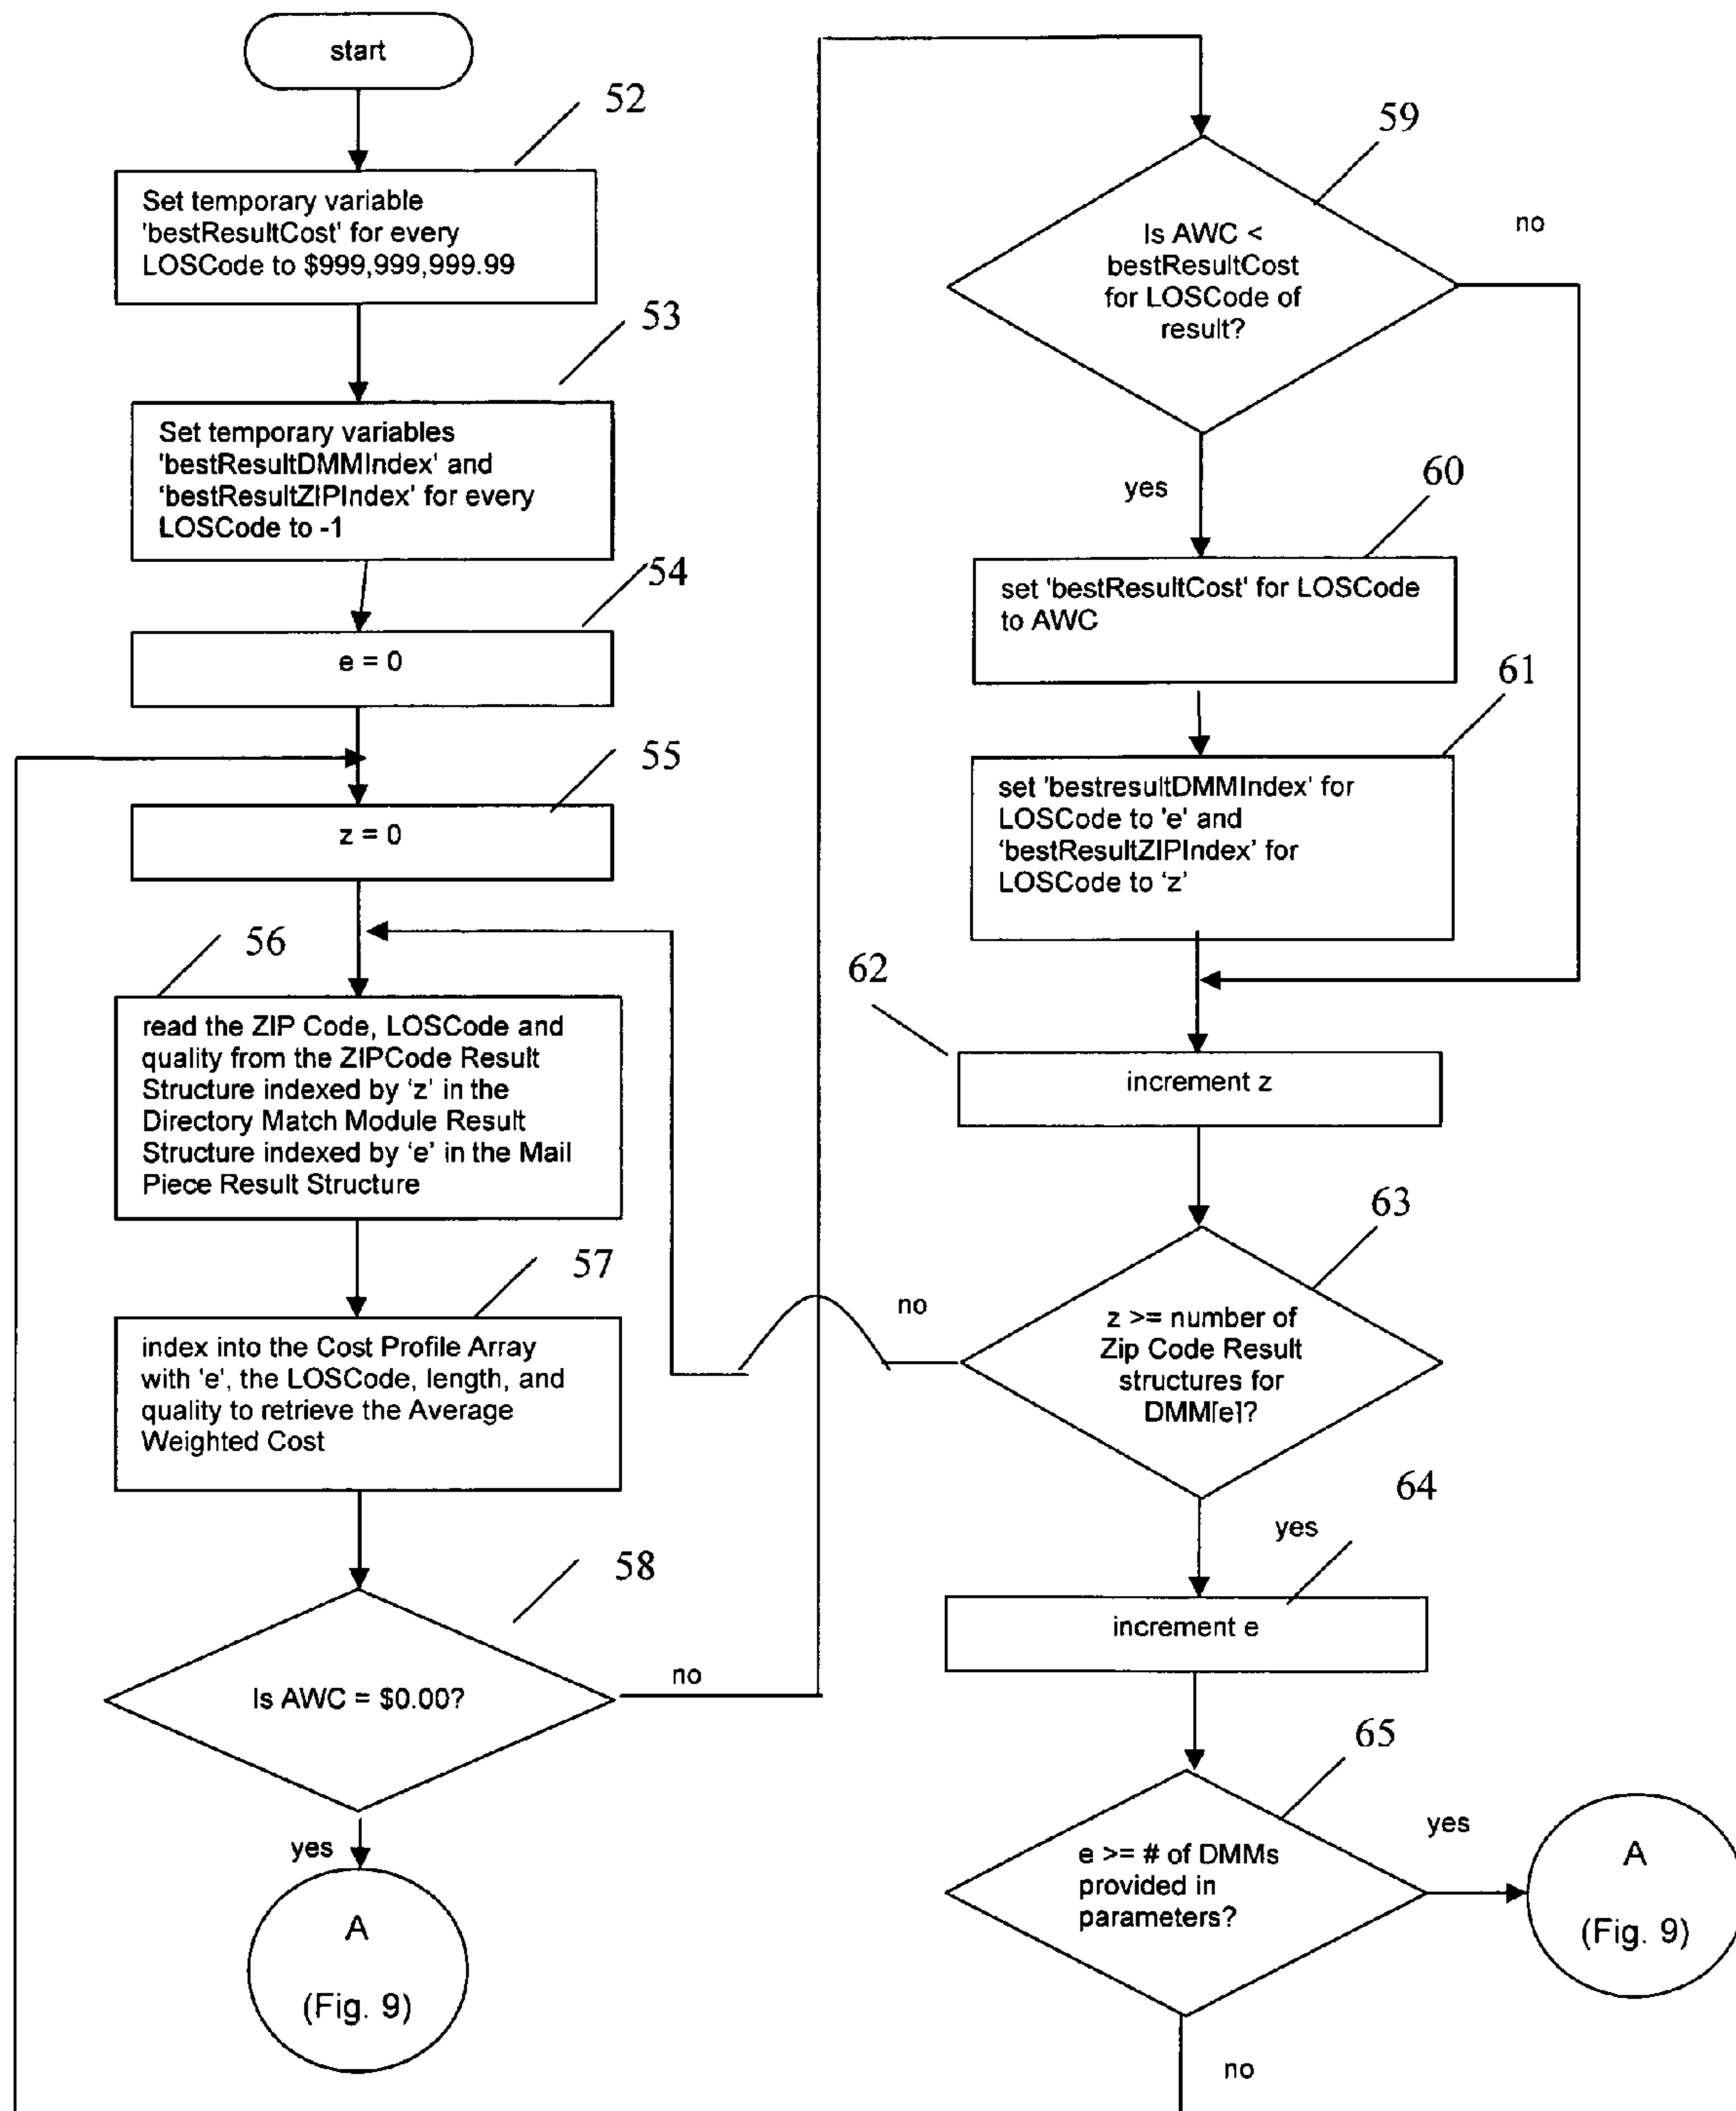 start
52
Set temporary variable
'bestResultCost' for every
LOSCode to $999,999,999.99
53
Set temporary variables
'bestResultDMMIndex' and
'bestResultZIPIndex' for every
LOSCode to -1
54
e = 0
55
z = 0
56
read the ZIP Code, LOSCode and
quality from the ZIPCode Result
Structure indexed by 'z' in the
Directory Match Module Result
Structure indexed by 'e' in the Mail
Piece Result Structure
57
index into the Cost Profile Array
with 'e', the LOSCode, length, and
quality to retrieve the Average
Weighted Cost
58
Is AWC = $0.00?
no
yes
A
(Fig. 9)
59
Is AWC <
bestResultCost
for LOSCode of
result?
no
yes
60
set 'bestResultCost' for LOSCode
to AWC
61
set 'bestresultDMMIndex' for
LOSCode to 'e' and
'bestResultZIPIndex' for
LOSCode to 'z'
62
increment z
63
z >= number of
Zip Code Result
structures for
DMM[e]?
no
yes
64
increment e
65
e >= # of DMMs
provided in
parameters?
yes
A
(Fig. 9)
no